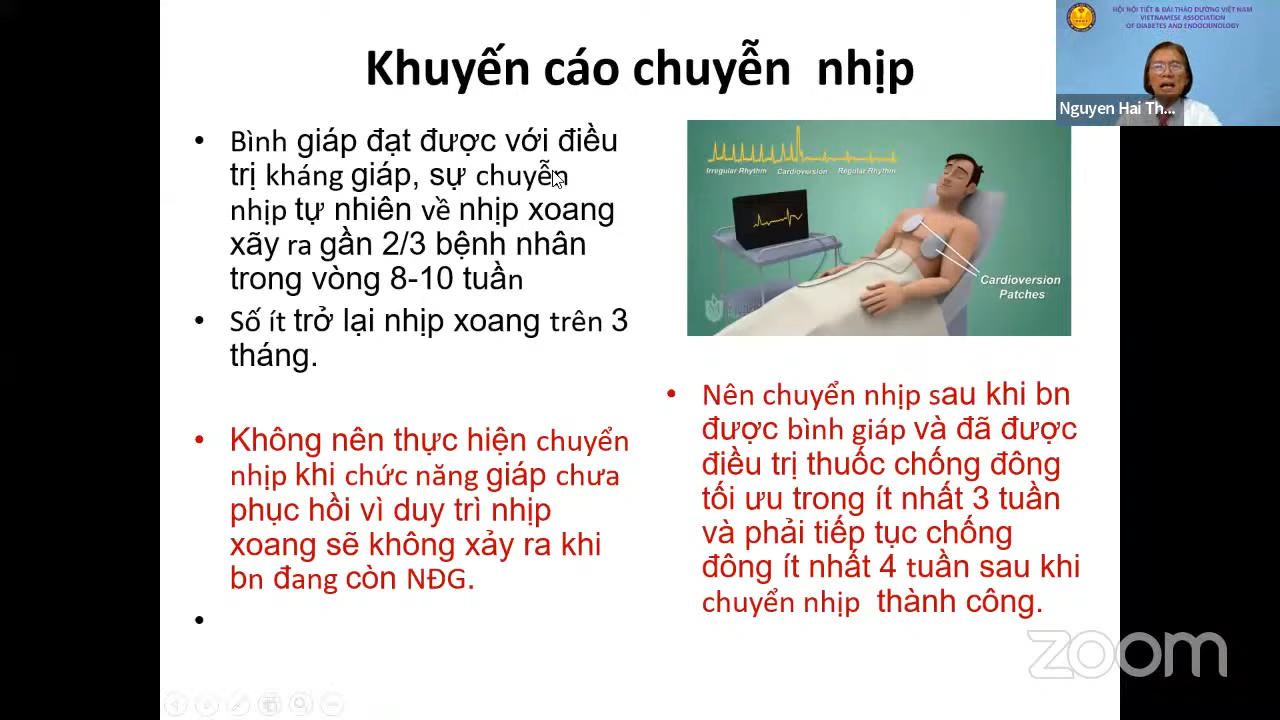 HỘI NỘI TIẾT & ĐÁI THÁO ĐƯỜNG VIỆT NAM
VIETNAMESE ASSOCIATION
OF DIABETES AND ENDOCRINOLOGY
Nguyen Hai Th...
Khuyến cáo chuyễn nhịp
• Bình giáp đạt được với điều
trị kháng giáp, sự chuyễn
nhịp tự nhiên về nhịp xoang
xãy ra gần 2/3 bệnh nhân
trong vòng 8-10 tuần
• Số ít trở lại nhịp xoang trên 3
tháng.
• Không nên thực hiện chuyển
nhịp khi chức năng giáp chưa
phục hồi vì duy trì nhịp
xoang sẽ không xảy ra khi
bn đang còn NĐG.
•
Irregular Rhythm Cardioversion Regular Rhythm
Cardioversion
Patches
• Nên chuyển nhịp sau khi bn
được bình giáp và đã được
điều trị thuốc chống đông
tối ưu trong ít nhất 3 tuần
và phải tiếp tục chống
đông ít nhất 4 tuần sau khi
chuyển nhịp thành công.
zoom